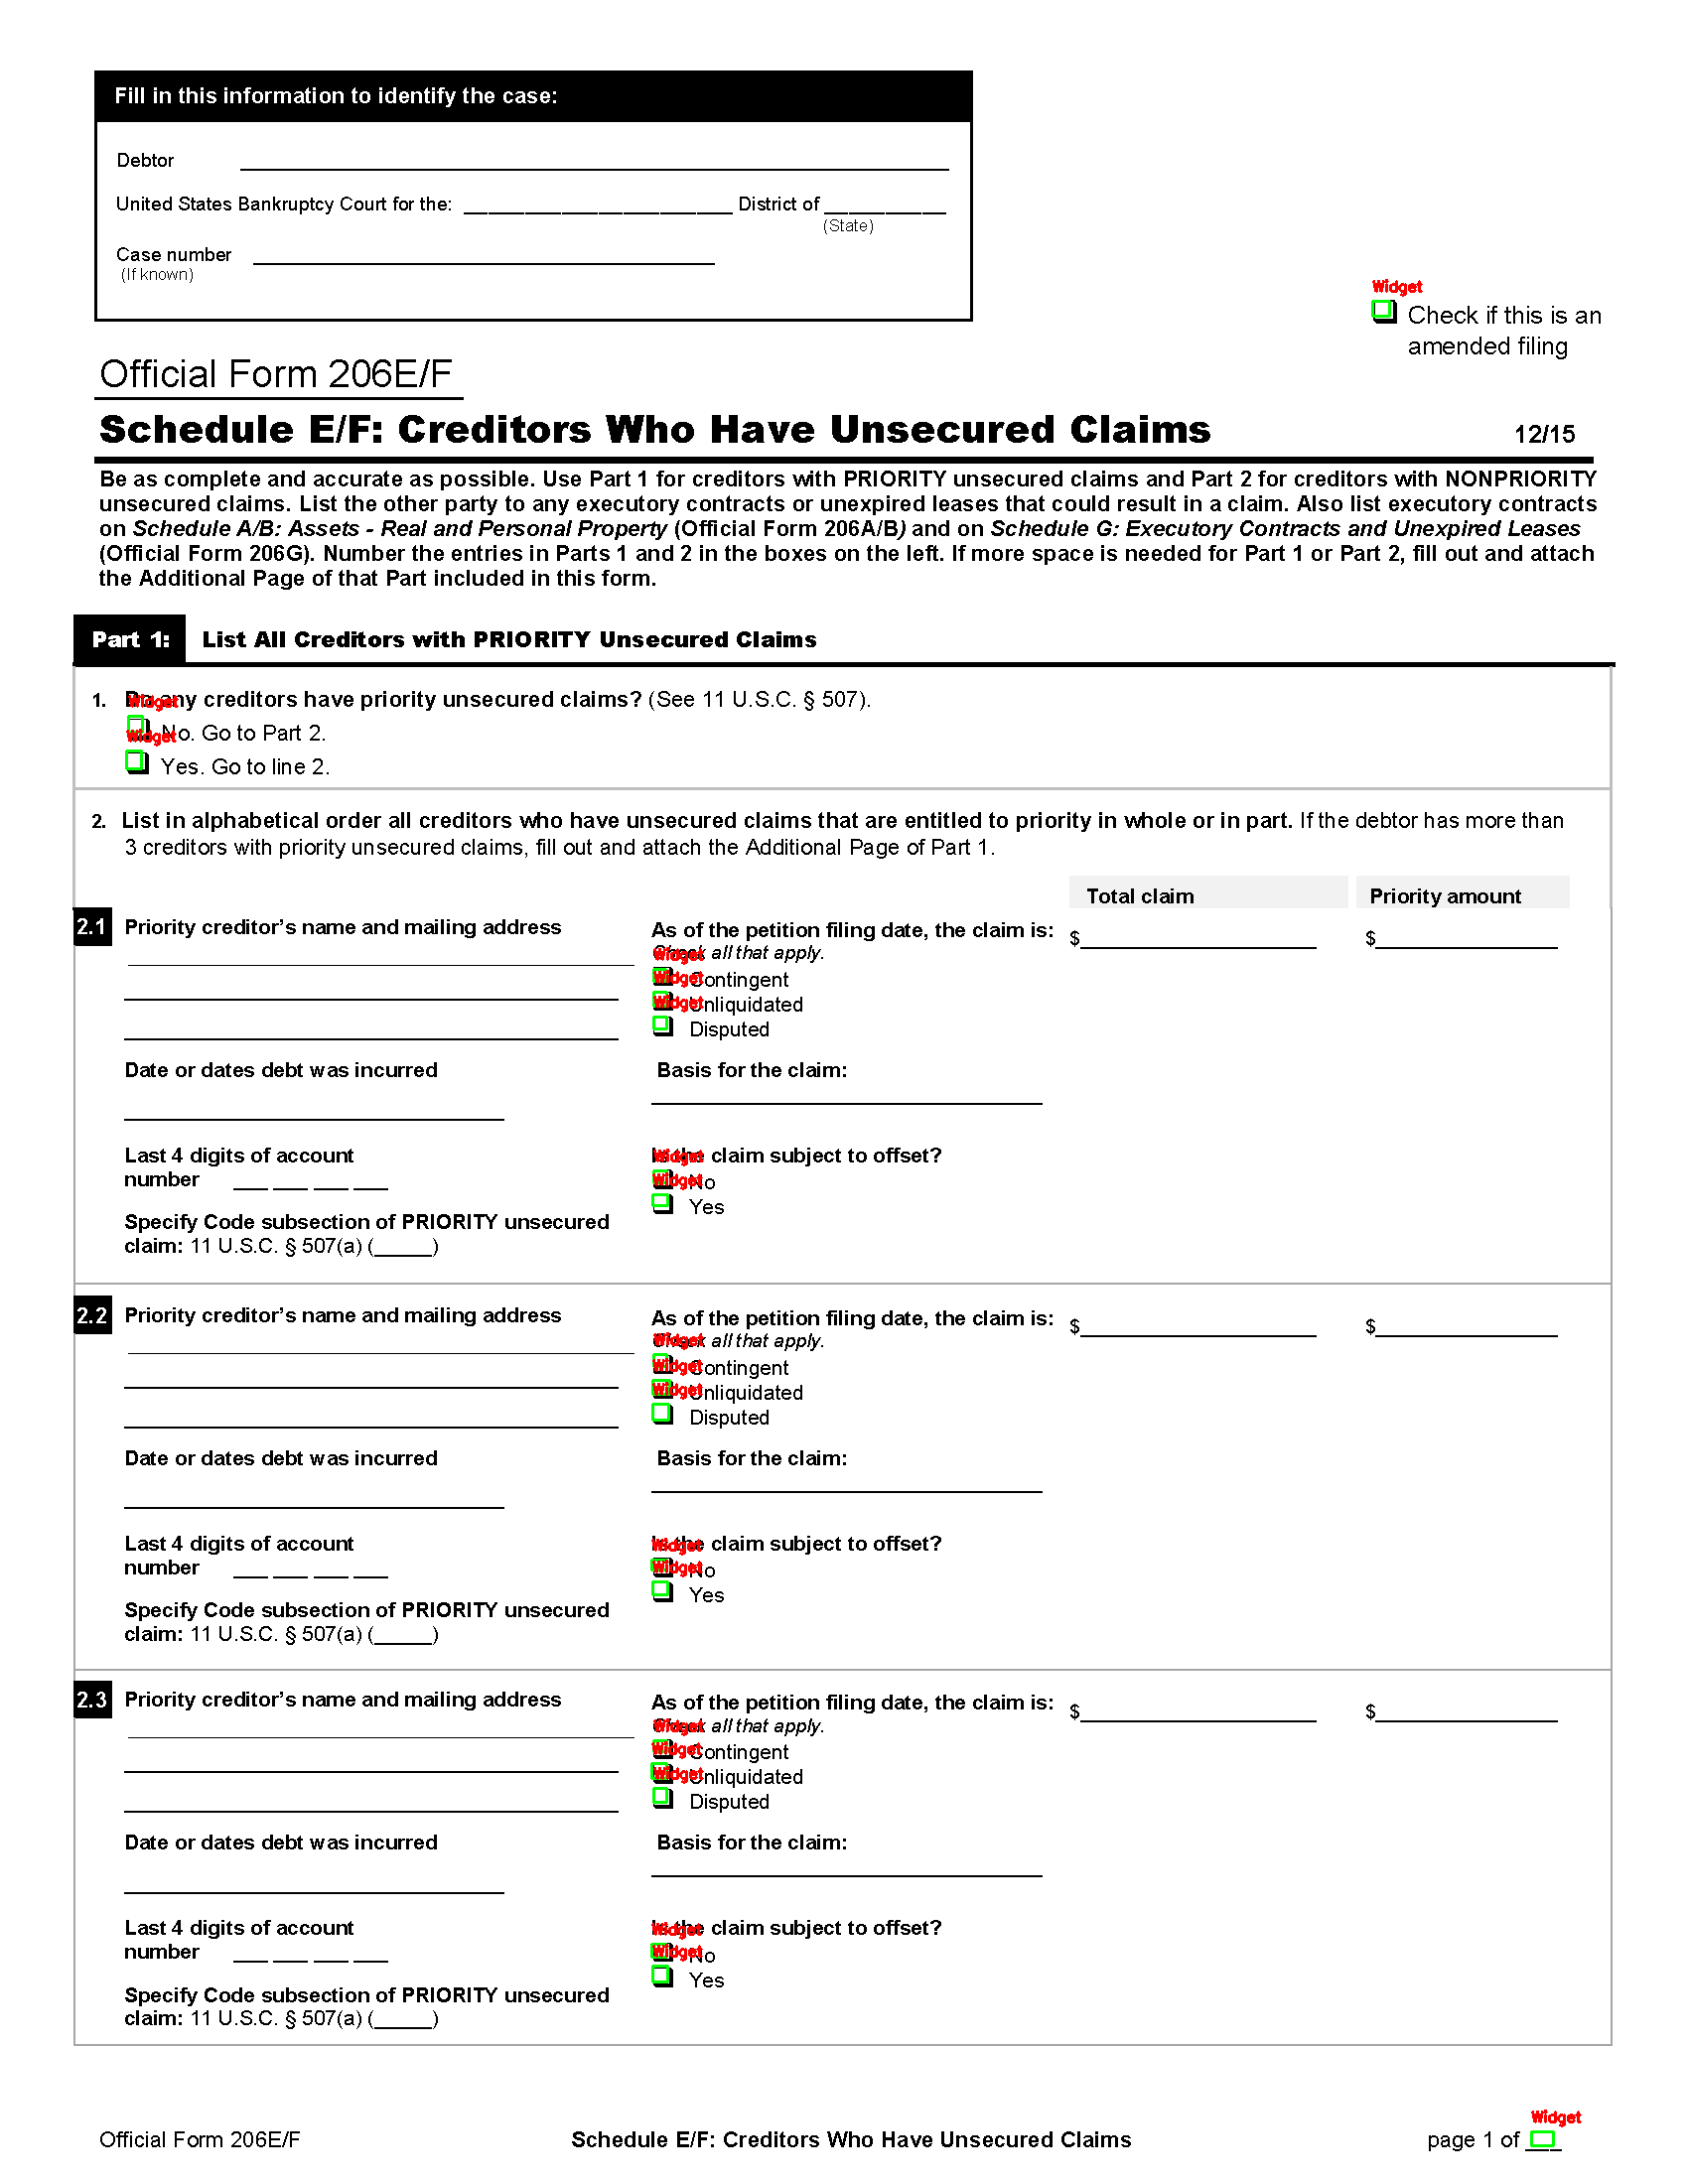 Fill in this information to identify the case:
Debtor
United States Bankruptcy Court for the: ______________________ District of __________
(State)
Case number
(If known)
Widget
Check if this is an
amended filing
Official Form 206E/F
Schedule E/F: Creditors Who Have Unsecured Claims 12/15
Be as complete and accurate as possible. Use Part 1 for creditors with PRIORITY unsecured claims and Part 2 for creditors with NONPRIORITY
unsecured claims. List the other party to any executory contracts or unexpired leases that could result in a claim. Also list executory contracts
on Schedule A/B: Assets - Real and Personal Property (Official Form 206A/B) and on Schedule G: Executory Contracts and Unexpired Leases
(Official Form 206G). Number the entries in Parts 1 and 2 in the boxes on the left. If more space is needed for Part 1 or Part 2, fill out and attach
the Additional Page of that Part included in this form.
Part 1: List All Creditors with PRIORITY Unsecured Claims
1. Do any creditors have priority unsecured claims? (See 11 U.S.C. § 507).
Widget
No. Go to Part 2.
Widget
Yes. Go to line 2.
2. List in alphabetical order all creditors who have unsecured claims that are entitled to priority in whole or in part. If the debtor has more than
3 creditors with priority unsecured claims, fill out and attach the Additional Page of Part 1.
Total claim Priority amount
2.1 Priority creditor's name and mailing address
As of the petition filing date, the claim is: $ $
Check all that apply.
Widget
Contingent
Widget
Unliquidated
Widget
Disputed
Date or dates debt was incurred
Basis for the claim:
Last 4 digits of account
number ___ ___ ___ ___
Is the claim subject to offset?
Widget
No
Widget
Yes
Specify Code subsection of PRIORITY unsecured
claim: 11 U.S.C. § 507(a) (_____)
2.2 Priority creditor's name and mailing address
As of the petition filing date, the claim is: $ $
Check all that apply.
Widget
Contingent
Widget
Unliquidated
Widget
Disputed
Date or dates debt was incurred
Basis for the claim:
Last 4 digits of account
number ___ ___ ___ ___
Is the claim subject to offset?
Widget
No
Widget
Yes
Specify Code subsection of PRIORITY unsecured
claim: 11 U.S.C. § 507(a) (_____)
2.3 Priority creditor's name and mailing address
As of the petition filing date, the claim is: $ $
Check all that apply.
Widget
Contingent
Widget
Unliquidated
Widget
Disputed
Date or dates debt was incurred
Basis for the claim:
Last 4 digits of account
number ___ ___ ___ ___
Is the claim subject to offset?
Widget
No
Widget
Yes
Specify Code subsection of PRIORITY unsecured
claim: 11 U.S.C. § 507(a) (_____)
Widget
Official Form 206E/F Schedule E/F: Creditors Who Have Unsecured Claims page 1 of ___